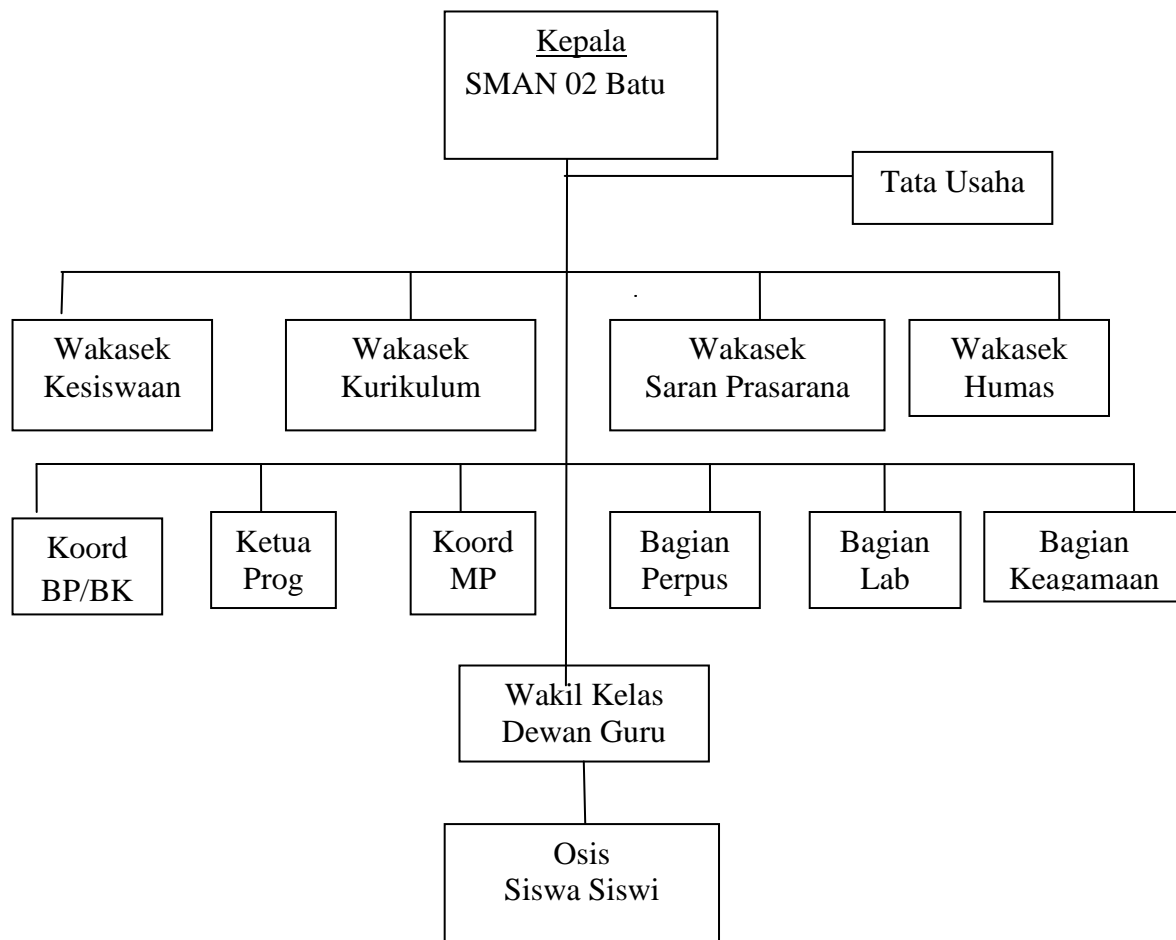 Kepala
SMAN 02 Batu
Tata Usaha
Wakasek
Kesiswaan
Wakasek
Kurikulum
Wakasek
Saran Prasarana
Wakasek
Humas
Koord
BP/BK
Ketua
Prog
Koord
MP
Bagian
Perpus
Bagian
Lab
Bagian
Keagamaan
Wakil Kelas
Dewan Guru
Osis
Siswa Siswi